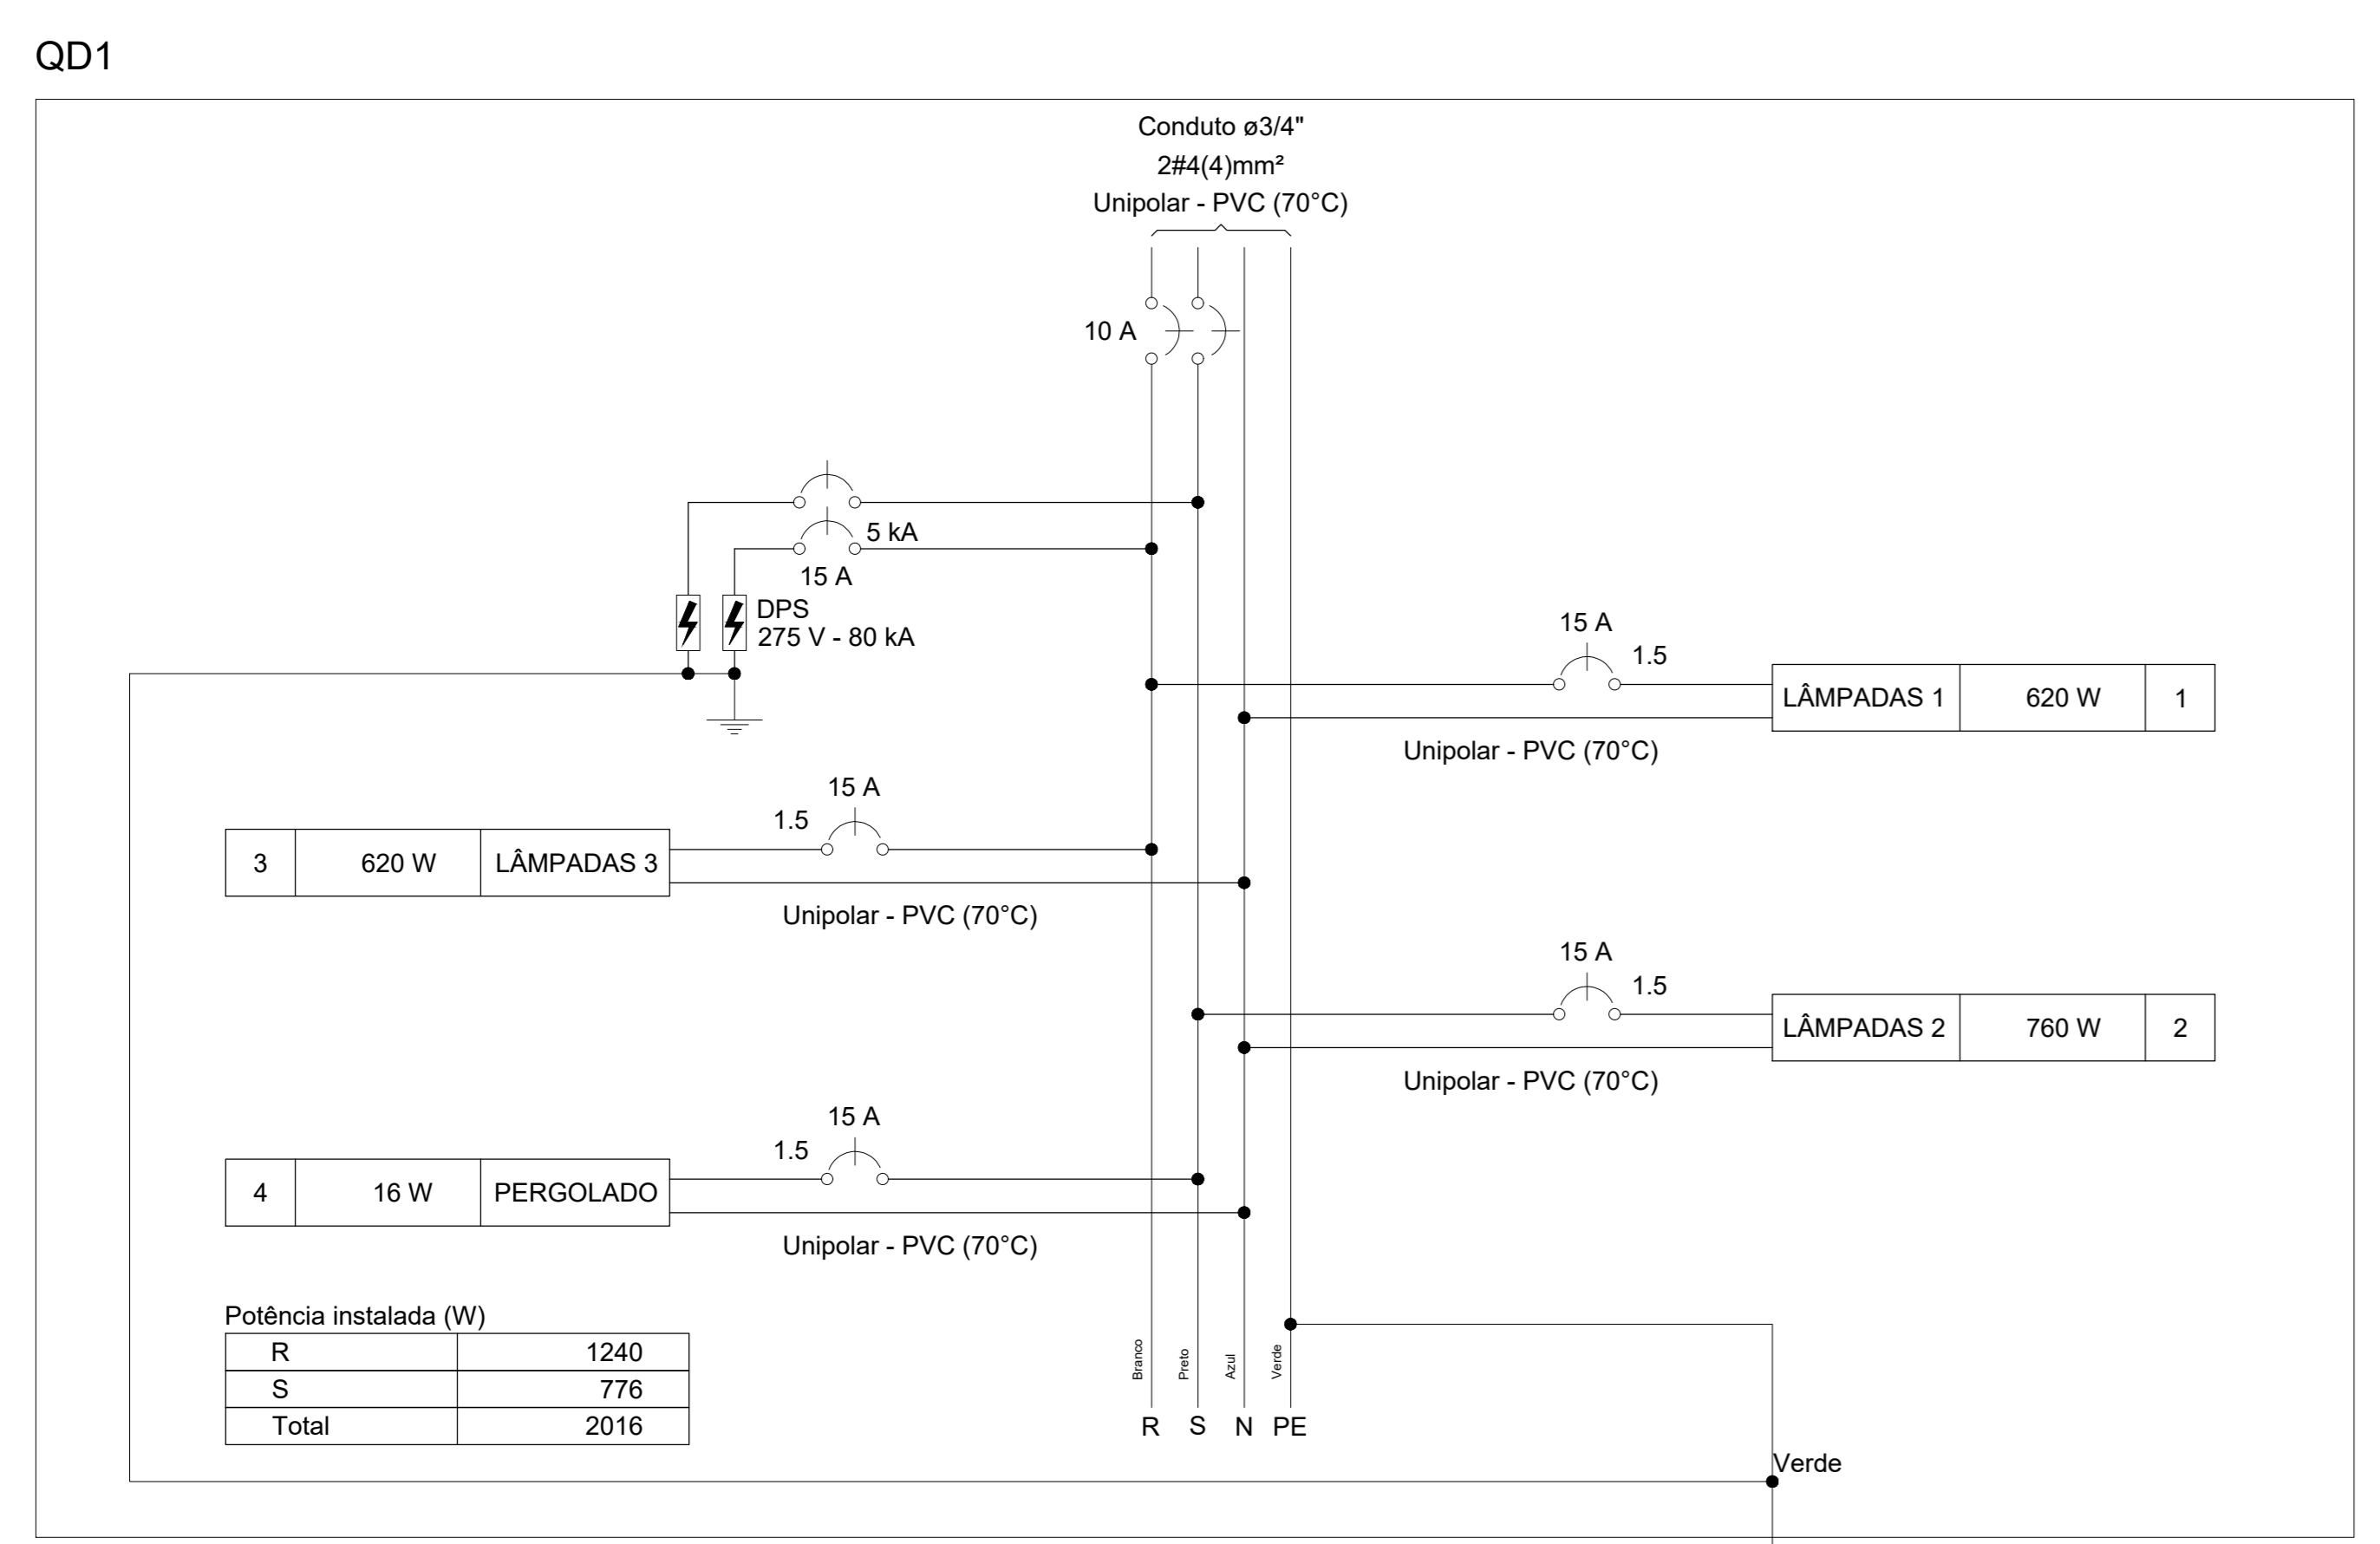 QD1
Conduto ø3/4"
2#4(4)mm²
Unipolar - PVC (70°C)
10 A
5 kA
15 A
DPS
275 V - 80 kA
15 A
1.5
LÂMPADAS 1 620 W 1
Unipolar - PVC (70°C)
15 A
1.5
3 620 W LÂMPADAS 3
Unipolar - PVC (70°C)
15 A
1.5
LÂMPADAS 2 760 W 2
Unipolar - PVC (70°C)
15 A
1.5
4 16 W PERGOLADO
Unipolar - PVC (70°C)
Potência instalada (W)
R 1240
S 776
Total 2016
Branco
Preto
Azul
Verde
R S N PE
Verde